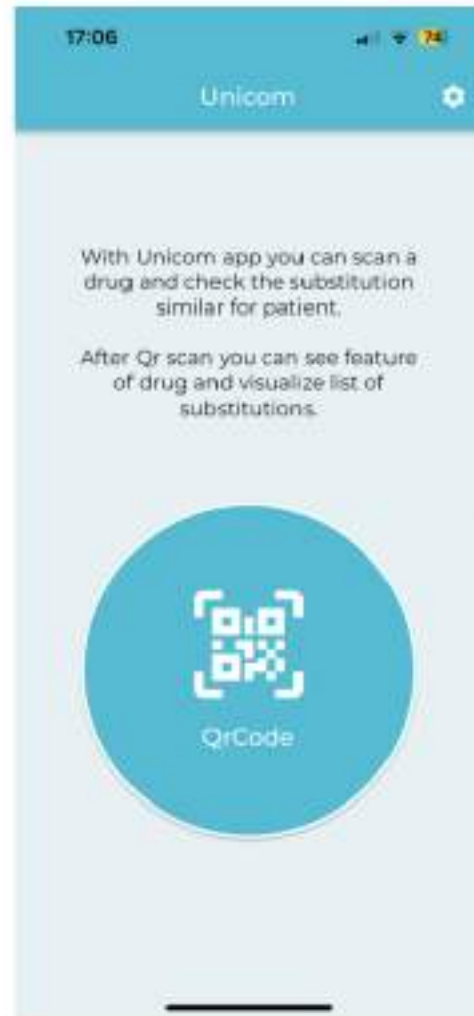 17:06
74
Unicom
With Unicom app you can scan a
drug and check the substitution
similar for patient.
After Qr scan you can see feature
of drug and visualize list of
substitutions.
QrCode